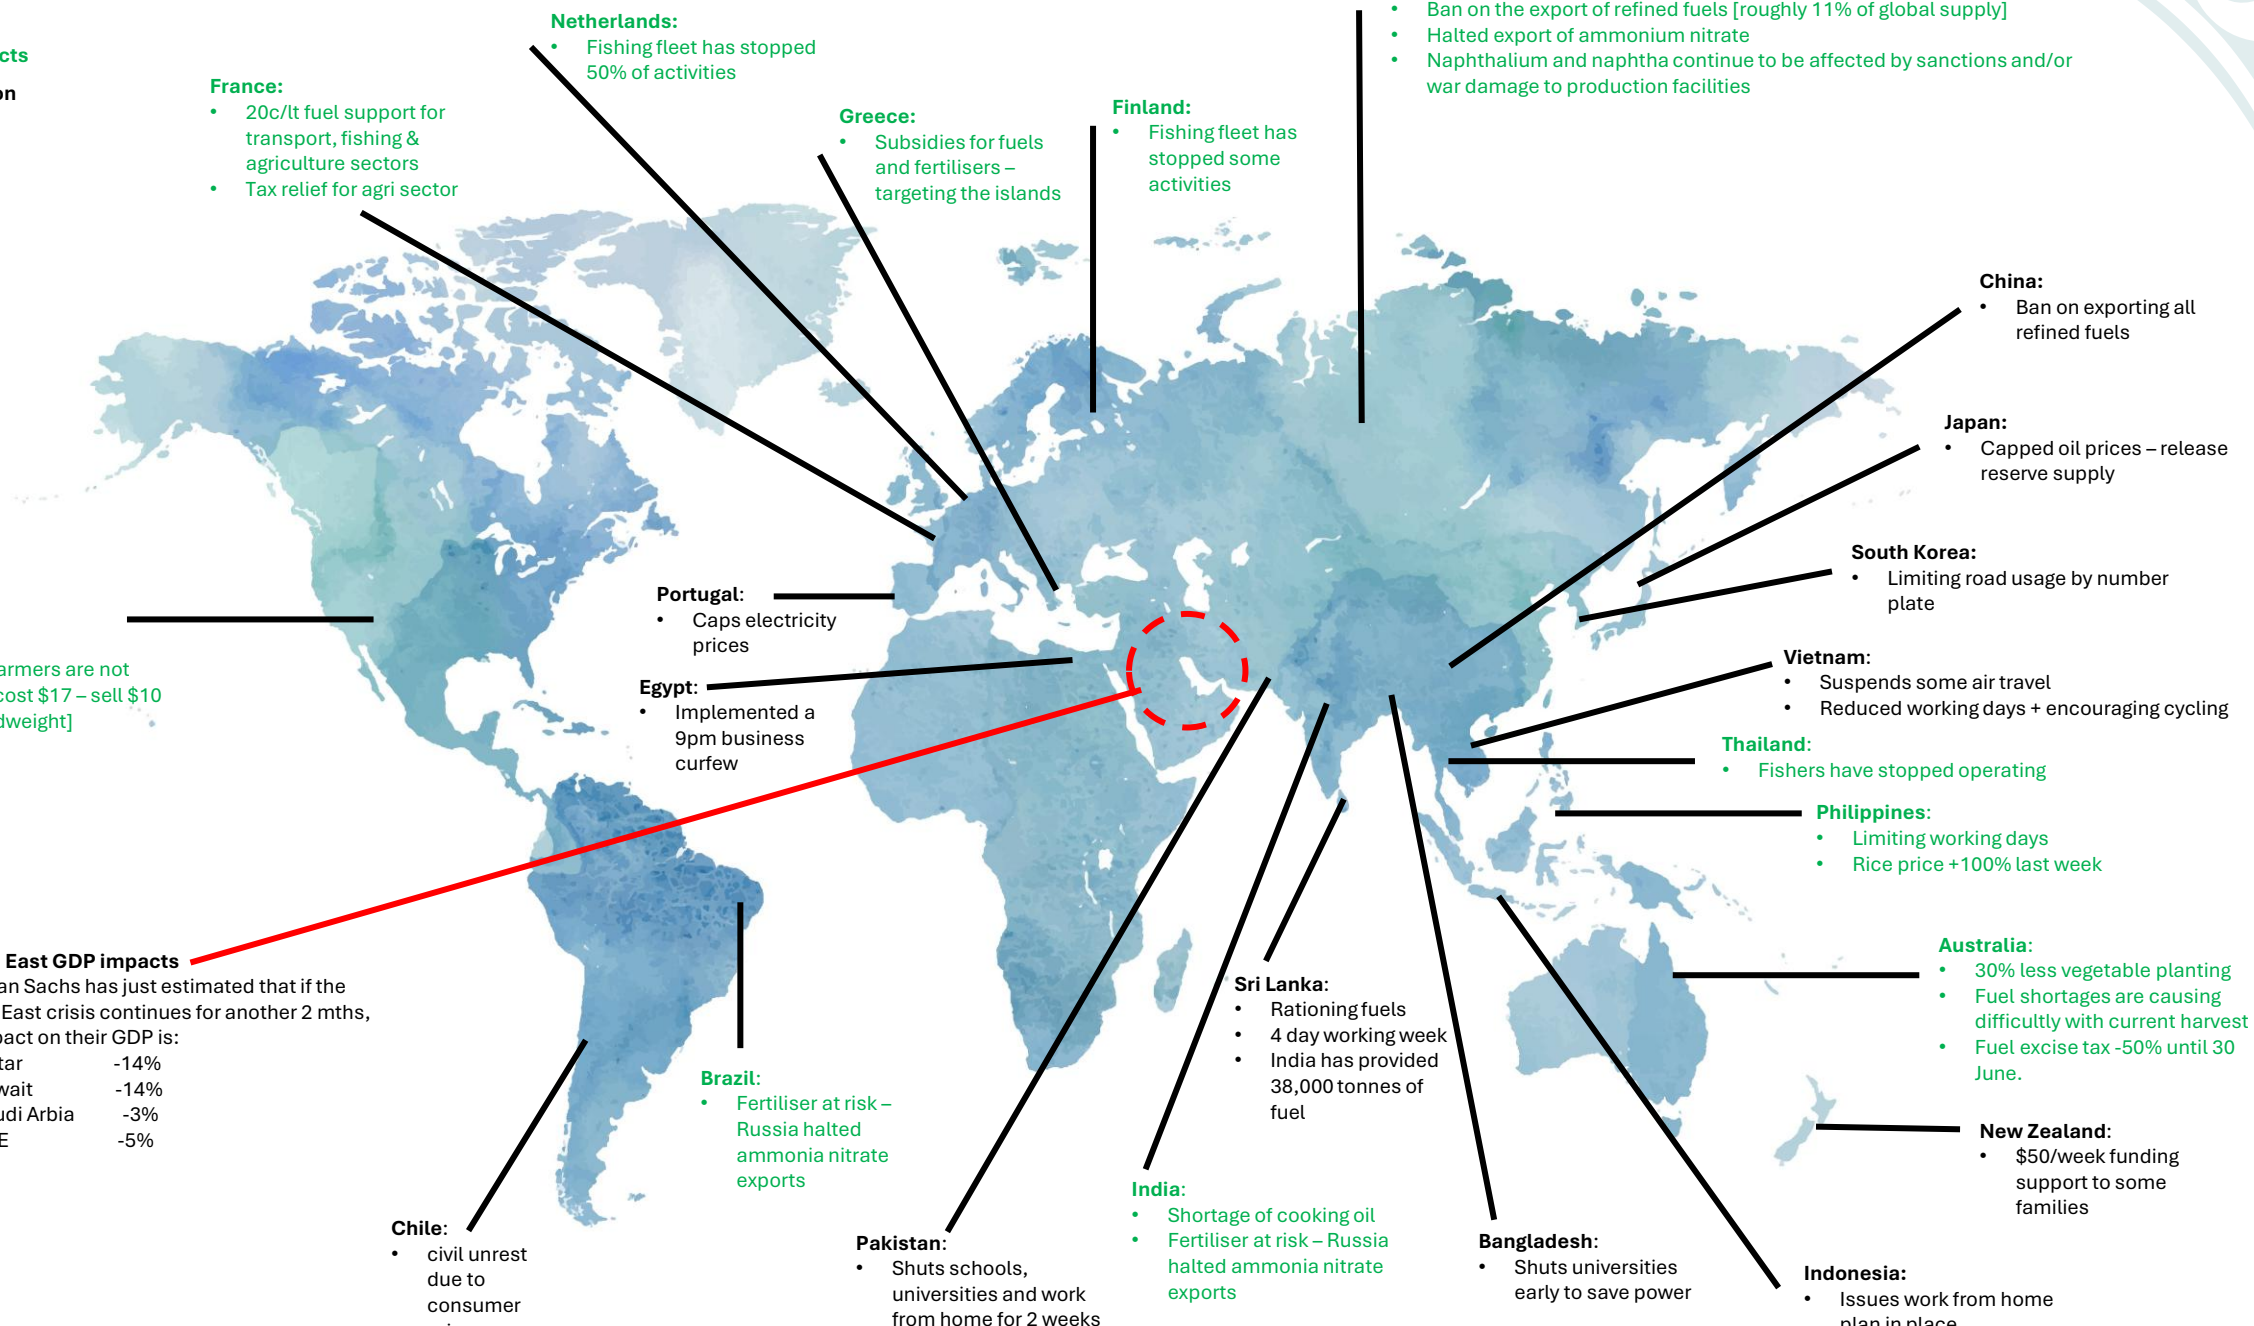 Netherlands:
• Fishing fleet has stopped
50% of activities
• Ban on the export of refined fuels [roughly 11% of global supply]
• Halted export of ammonium nitrate
• Naphthalium and naphtha continue to be affected by sanctions and/or
war damage to production facilities
cts
on
France:
• 20c/lt fuel support for
transport, fishing &
agriculture sectors
• Tax relief for agri sector
Greece:
• Subsidies for fuels
and fertilisers –
targeting the islands
Finland:
• Fishing fleet has
stopped some
activities
China:
• Ban on exporting all
refined fuels
Japan:
• Capped oil prices – release
reserve supply
South Korea:
• Limiting road usage by number
plate
Portugal:
• Caps electricity
prices
Egypt:
• Implemented a
9pm business
curfew
Vietnam:
• Suspends some air travel
• Reduced working days + encouraging cycling
armers are not
cost $17 – sell $10
dweight]
Thailand:
• Fishers have stopped operating
Philippines:
• Limiting working days
• Rice price +100% last week
Australia:
• 30% less vegetable planting
• Fuel shortages are causing
difficultly with current harvest
• Fuel excise tax -50% until 30
June.
East GDP impacts
an Sachs has just estimated that if the
East crisis continues for another 2 mths,
pact on their GDP is:
tar -14%
wait -14%
udi Arbia -3%
E -5%
Sri Lanka:
• Rationing fuels
• 4 day working week
• India has provided
38,000 tonnes of
fuel
Brazil:
• Fertiliser at risk –
Russia halted
ammonia nitrate
exports
New Zealand:
• $50/week funding
support to some
families
India:
• Shortage of cooking oil
• Fertiliser at risk – Russia
halted ammonia nitrate
exports
Chile:
• civil unrest
due to
consumer
Pakistan:
• Shuts schools,
universities and work
from home for 2 weeks
Bangladesh:
• Shuts universities
early to save power
Indonesia:
• Issues work from home
plan in place